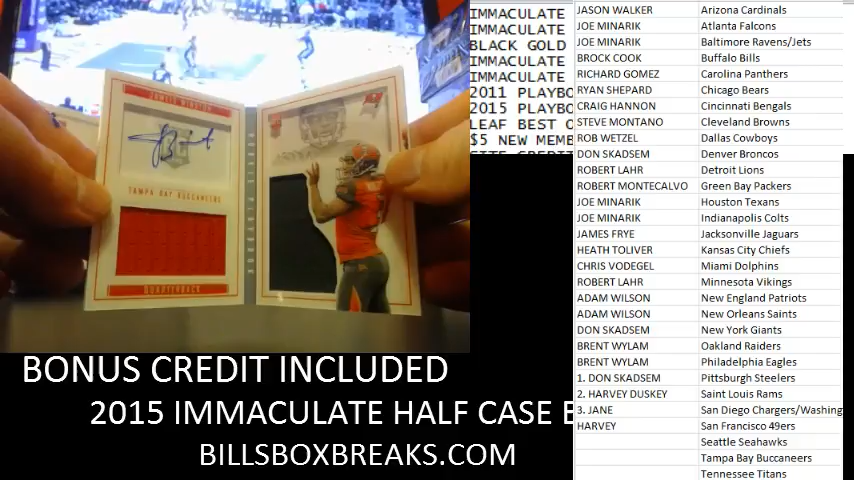 JAMEIS WINSTON
TAMPA BAY BUCCANEERS
QUARTERBACK
IMMACULATE
IMMACULATE
BLACK GOLD
IMMACULATE
IMMACULATE
2011 PLAYBO
2015 PLAYBO
LEAF BEST O
$5 NEW MEMB
SITE CREDIT
JASON WALKER Arizona Cardinals
JOE MINARIK Atlanta Falcons
JOE MINARIK Baltimore Ravens/Jets
BROCK COOK Buffalo Bills
RICHARD GOMEZ Carolina Panthers
RYAN SHEPARD Chicago Bears
CRAIG HANNON Cincinnati Bengals
STEVE MONTANO Cleveland Browns
ROB WETZEL Dallas Cowboys
DON SKADSEM Denver Broncos
ROBERT LAHR Detroit Lions
ROBERT MONTECALVO Green Bay Packers
JOE MINARIK Houston Texans
JOE MINARIK Indianapolis Colts
JAMES FRYE Jacksonville Jaguars
HEATH TOLIVER Kansas City Chiefs
CHRIS VODEGEL Miami Dolphins
ROBERT LAHR Minnesota Vikings
ADAM WILSON New England Patriots
ADAM WILSON New Orleans Saints
DON SKADSEM New York Giants
BRENT WYLAM Oakland Raiders
BRENT WYLAM Philadelphia Eagles
1. DON SKADSEM Pittsburgh Steelers
2. HARVEY DUSKEY Saint Louis Rams
3. JANE San Diego Chargers/Washing
HARVEY San Francisco 49ers
Seattle Seahawks
Tampa Bay Buccaneers
Tennessee Titans
BONUS CREDIT INCLUDED
2015 IMMACULATE HALF CASE B
BILLSBOXBREAKS.COM